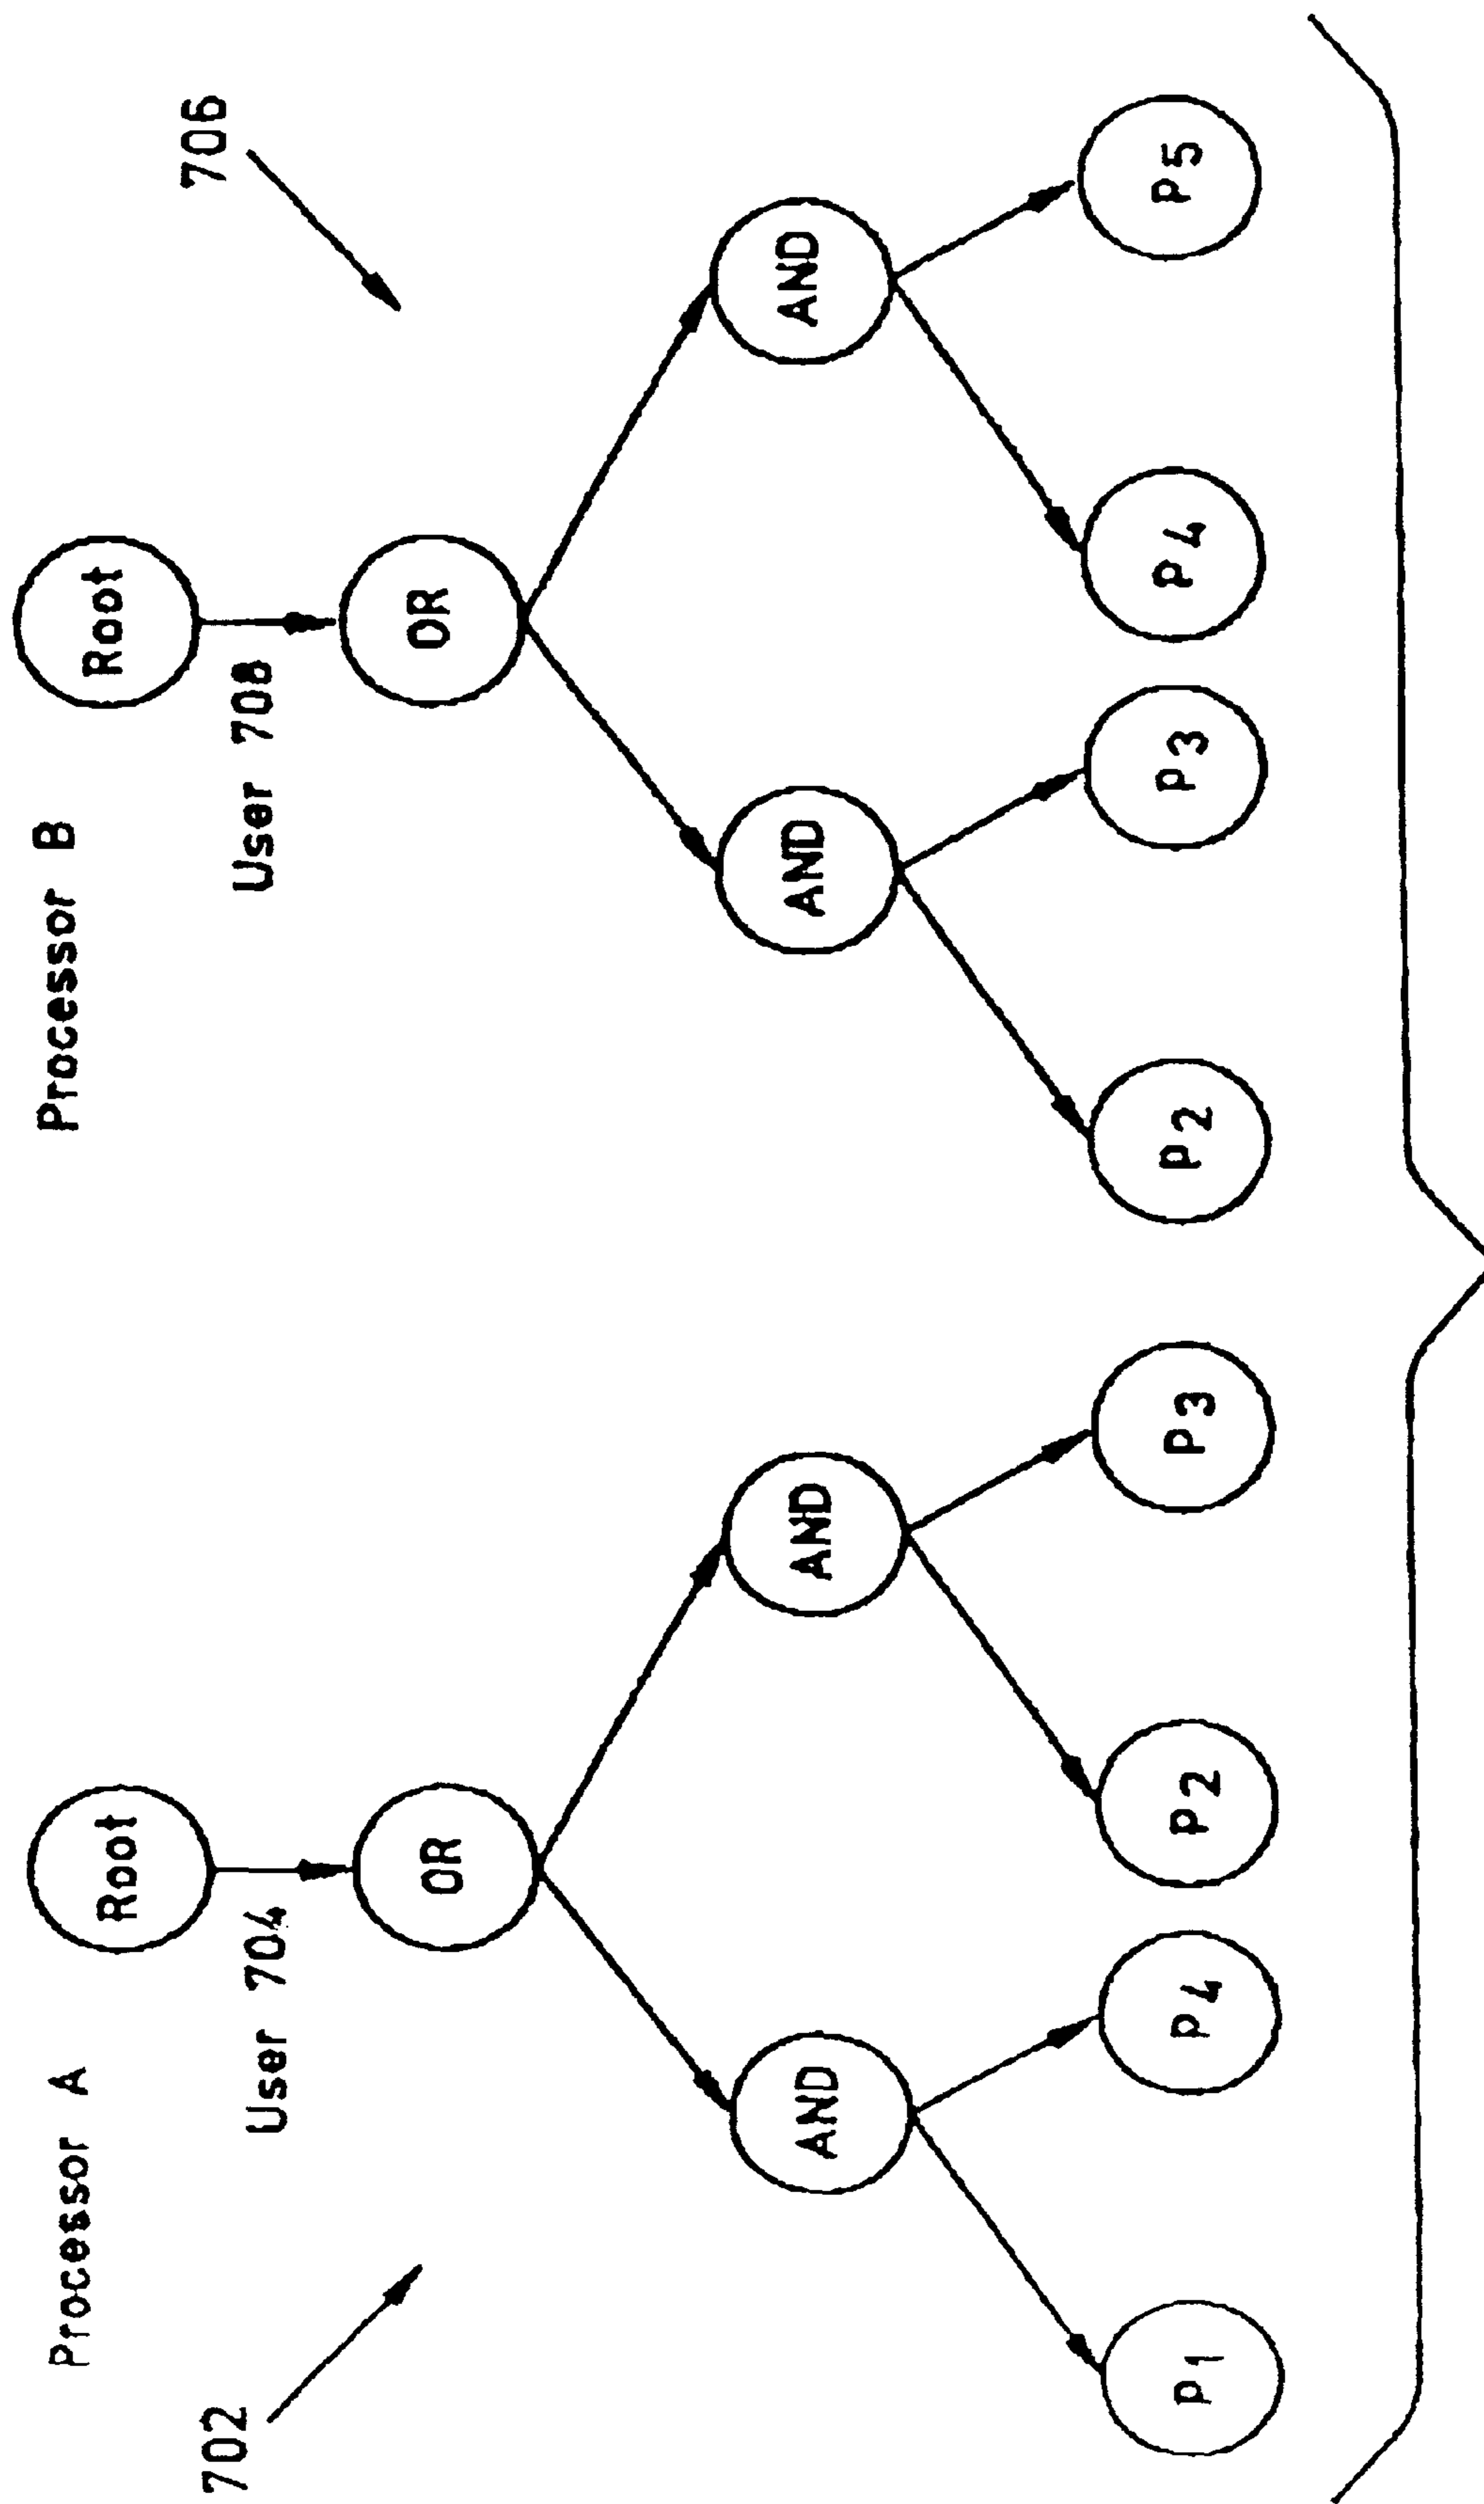 Processor A
Root
Processor B
Root
702
User 704
User 708
706
OR
OR
AND
AND
AND
AND
P1
P4
P2
P3
P2
P3
P4
P5